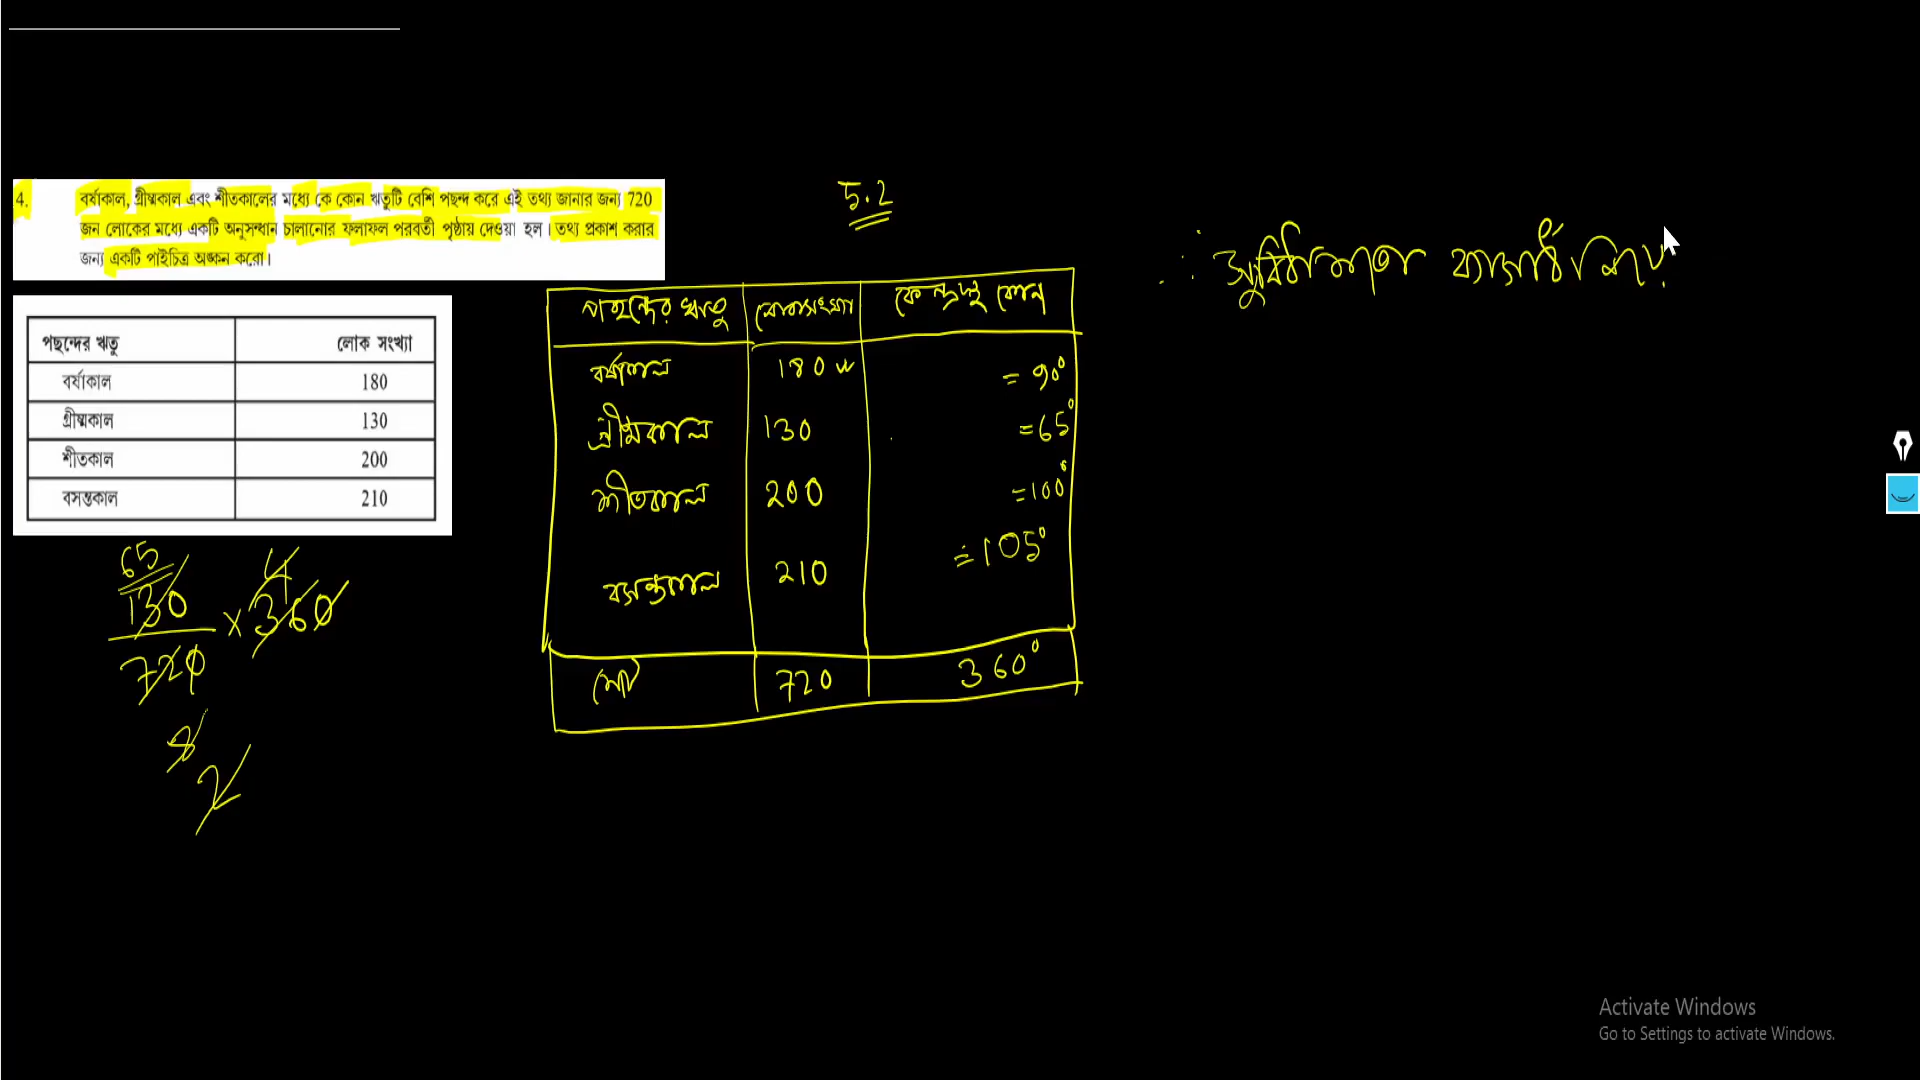 4. বর্ষাকাল, গ্রীষ্মকাল এবং শীতকালের মধ্যে কে কোন ঋতুটি বেশি পছন্দ করে এই তথ্য জানার জন্য 720
জন লোকের মধ্যে একটি অনুসন্ধান চালানোর ফলাফল পরবর্তী পৃষ্ঠায় দেওয়া হল। তথ্য প্রকাশ করার
জন্য একটি পাইচিত্র অঙ্কন করো।
পছন্দের ঋতু লোক সংখ্যা
বর্ষাকাল 180
গ্রীষ্মকাল 130
শীতকাল 200
বসন্তকাল 210
65 4
130 × 360
720
8
2
5.2
পছন্দের ঋতু লোকসংখ্যা কেন্দ্রস্থ কোন
বর্ষাকাল 180 = 90°
গ্রীষ্মকাল 130 = 65°
শীতকাল 200 = 100°
বসন্তকাল 210 = 105°
মোট 720 360°
∴ সুবিধামতো ব্যাসার্ধ নিয়ে
Activate Windows
Go to Settings to activate Windows.